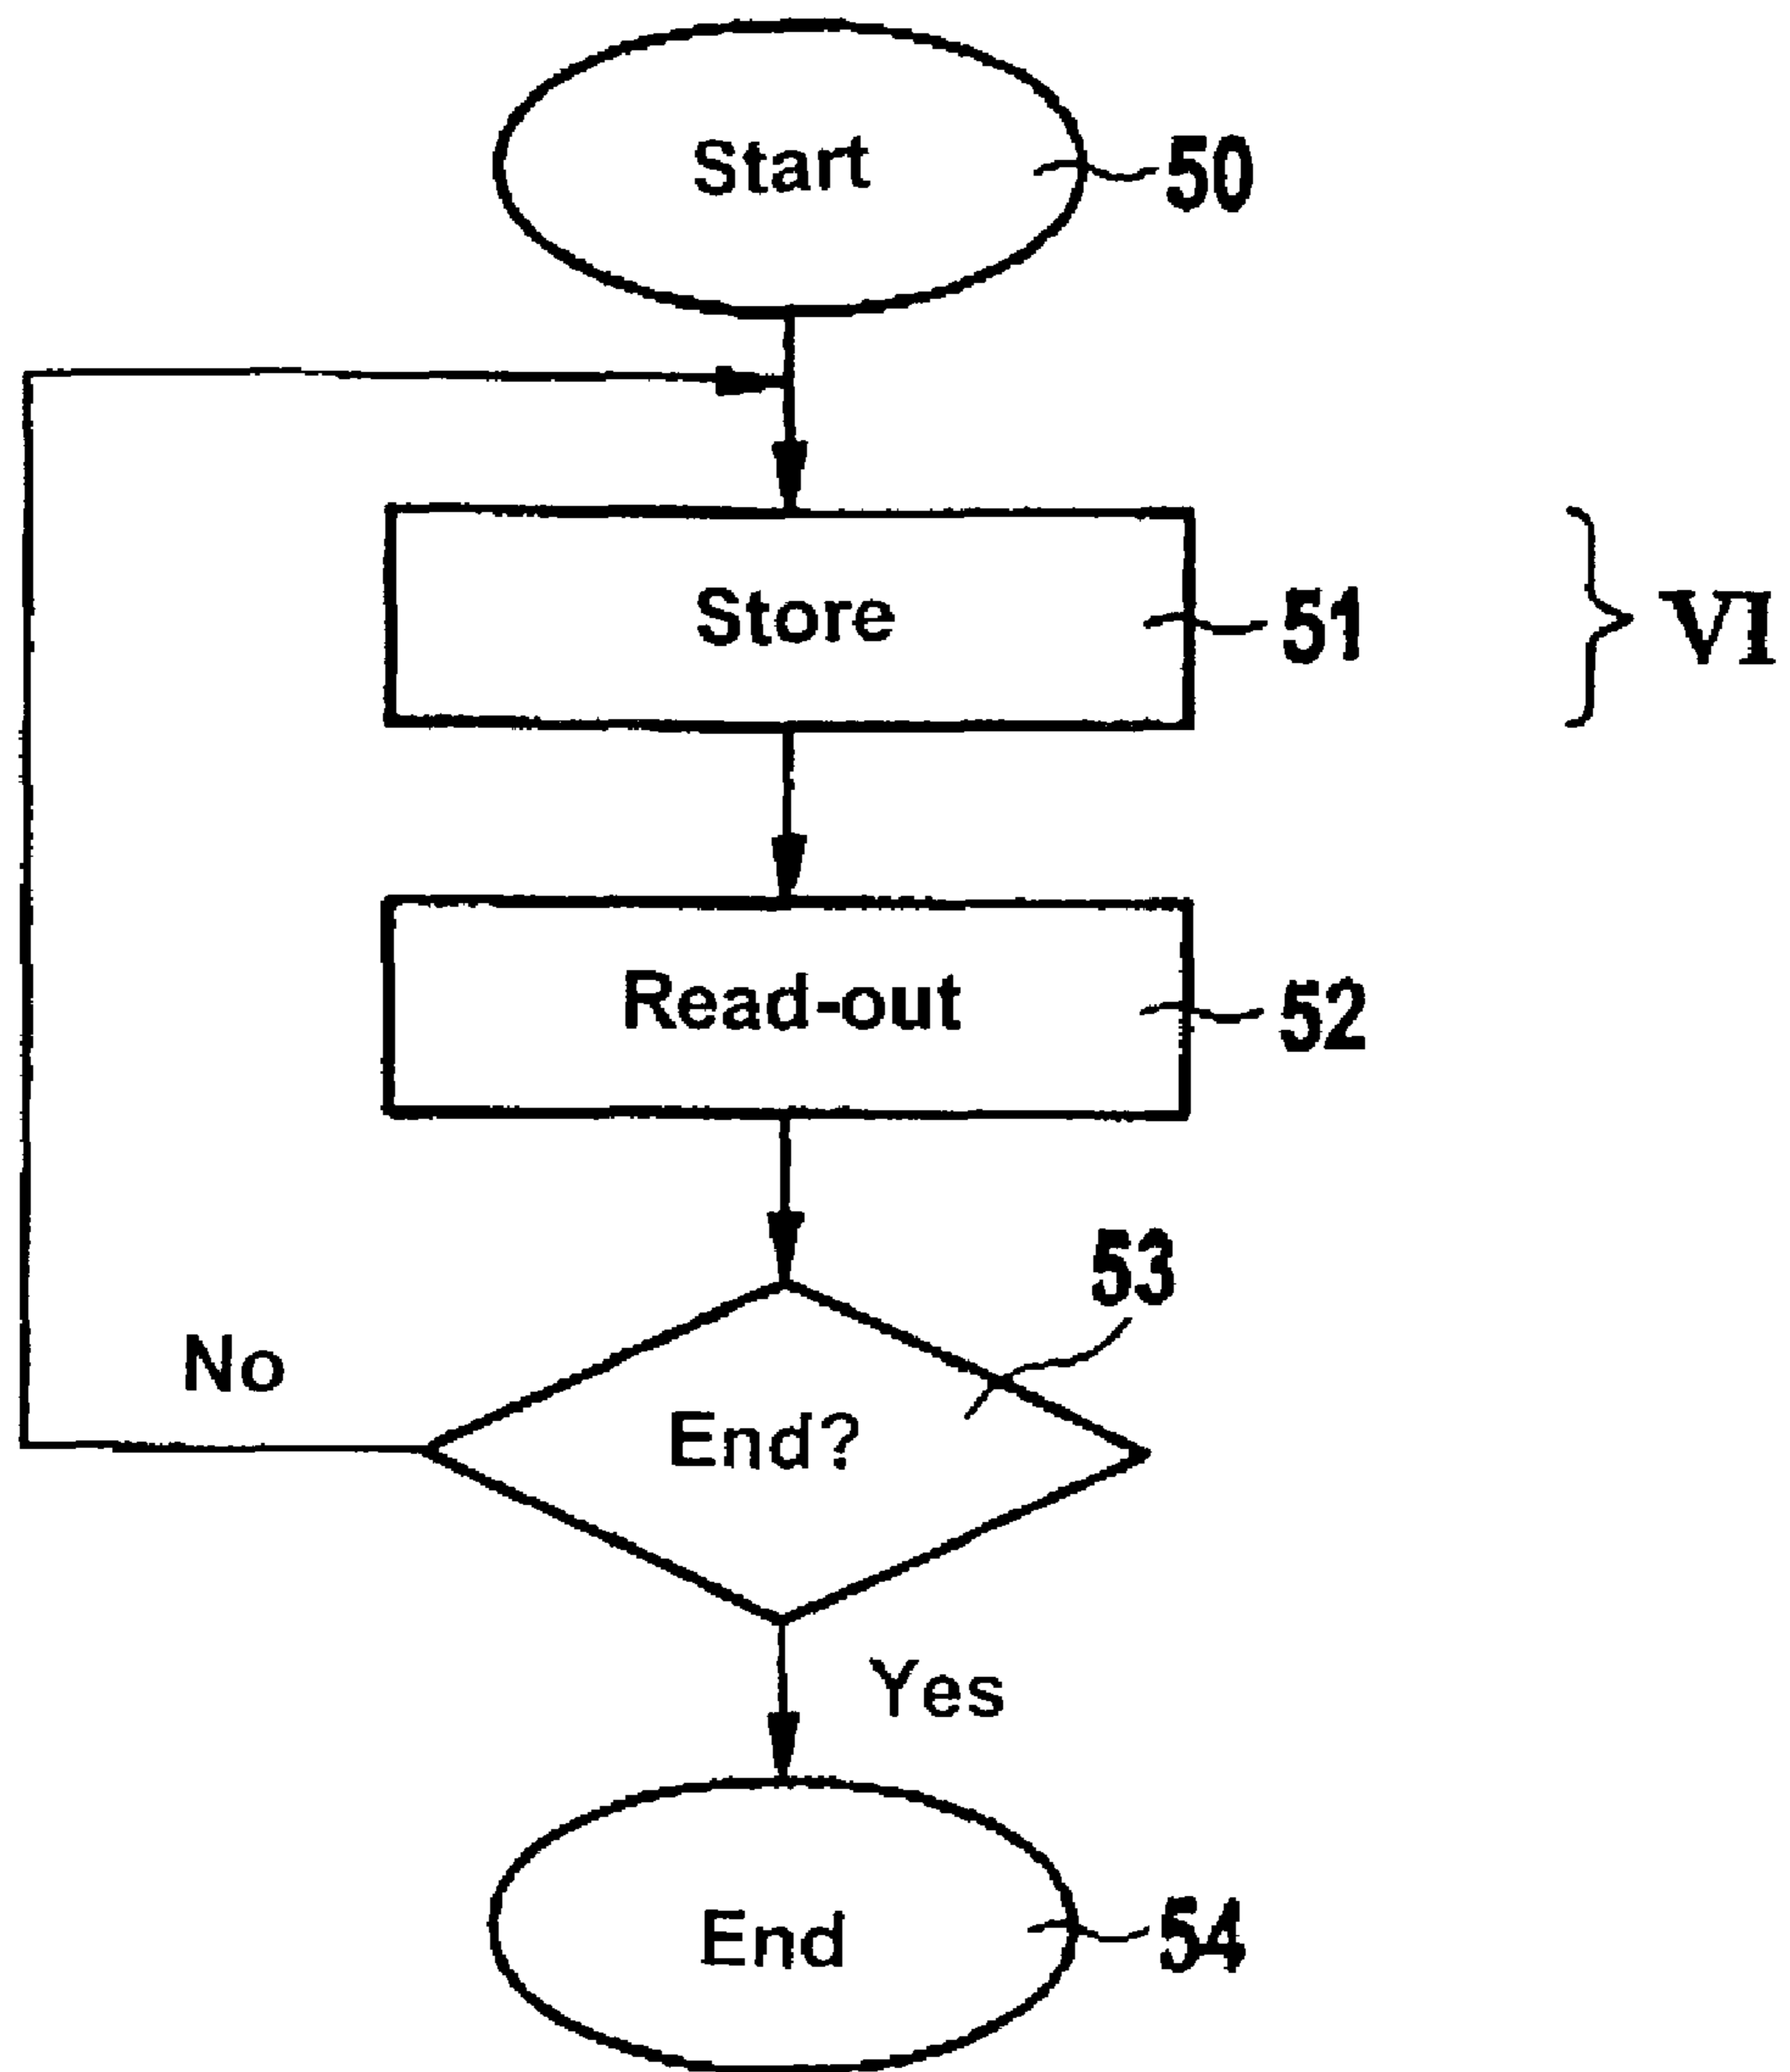 Start
50
Store
51
VI
Read-out
52
53
No
End?
Yes
End
54